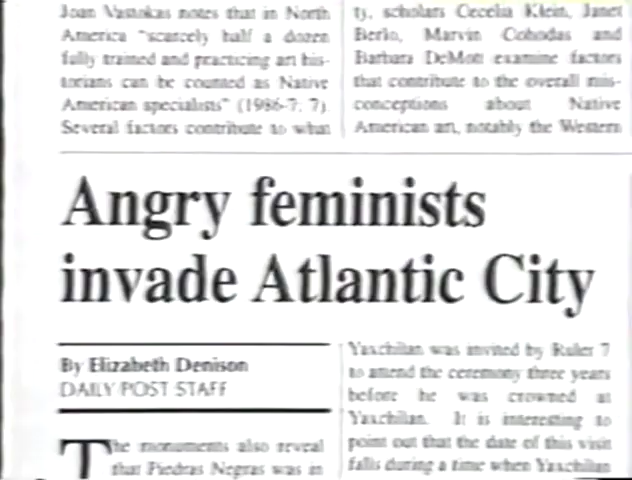 Joan Vastokas notes that in North
America "scarcely half a dozen
fully trained and practicing art his-
torians can be counted as Native
American specialists" (1986-7: 7).
Several factors contribute to what
ty, scholars Cecelia Klein, Janet
Berlo, Marvin Cohodas and
Barbara DeMott examine factors
that contribute to the overall mis-
conceptions about Native
American art, notably the Western
Angry feminists
invade Atlantic City
By Elizabeth Denison
DAILY POST STAFF
The monuments also reveal
that Piedras Negras was an
Yaxchilan was invited by Ruler 7
to attend the ceremony three years
before he was crowned at
Yaxchilan. It is interesting to
point out that the date of this visit
falls during a time when Yaxchilan